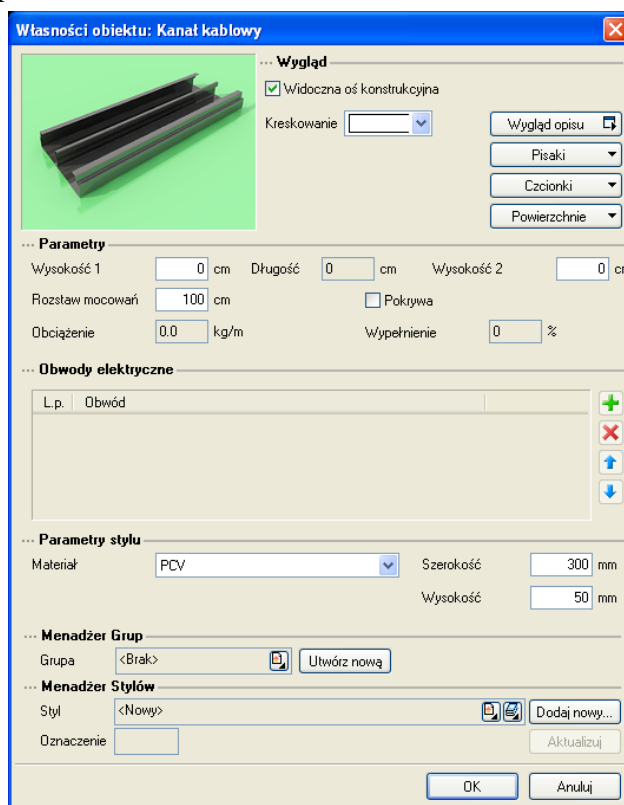 Własności obiektu: Kanał kablowy
Wygląd
Widoczna oś konstrukcyjna
Kreskowanie
Wygląd opisu
Pisaki
Czcionki
Powierzchnie
Parametry
Wysokość 1 0 cm Długość 0 cm Wysokość 2 0 cm
Rozstaw mocowań 100 cm Pokrywa
Obciążenie 0.0 kg/m Wypełnienie 0 %
Obwody elektryczne
L.p. Obwód
Parametry stylu
Materiał PCV Szerokość 300 mm
Wysokość 50 mm
Menadżer Grup
Grupa <Brak> Utwórz nową
Menadżer Stylów
Styl <Nowy> Dodaj nowy...
Oznaczenie Aktualizuj
OK Anuluj